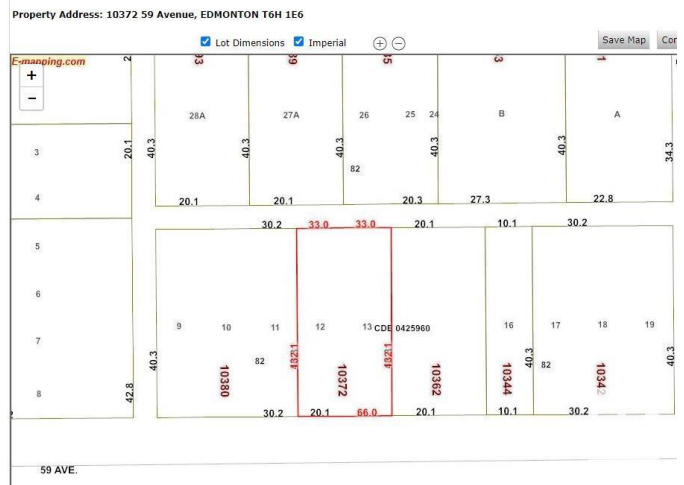 Property Address: 10372 59 Avenue, EDMONTON T6H 1E6
Lot Dimensions Imperial
Save Map
E-mapping.com
+
−
28A 27A 26 25 24 B A
3 20.1 40.3 40.3 40.3 40.3 40.3 34.3
82
4 20.1 20.1 20.3 27.3 22.8
30.2 33.0 33.0 20.1 10.1 30.2
5
6
9 10 11 12 13 CDE 0425960 16 17 18 19
7
82 82
40.3 40.3 40.3
8 42.8 10380 10372 10362 10344 10342
30.2 20.1 66.0 20.1 10.1 30.2
59 AVE.